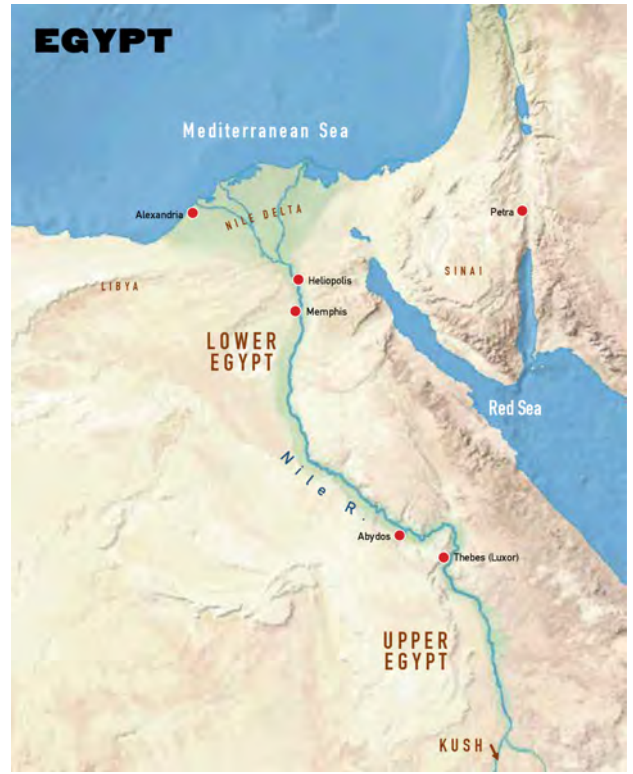 EGYPT
Mediterranean Sea
Alexandria
NILE DELTA
Petra
SINAI
Heliopolis
LIBYA
Memphis
LOWER
EGYPT
Red Sea
Nile R.
Abydos
Thebes (Luxor)
UPPER
EGYPT
KUSH